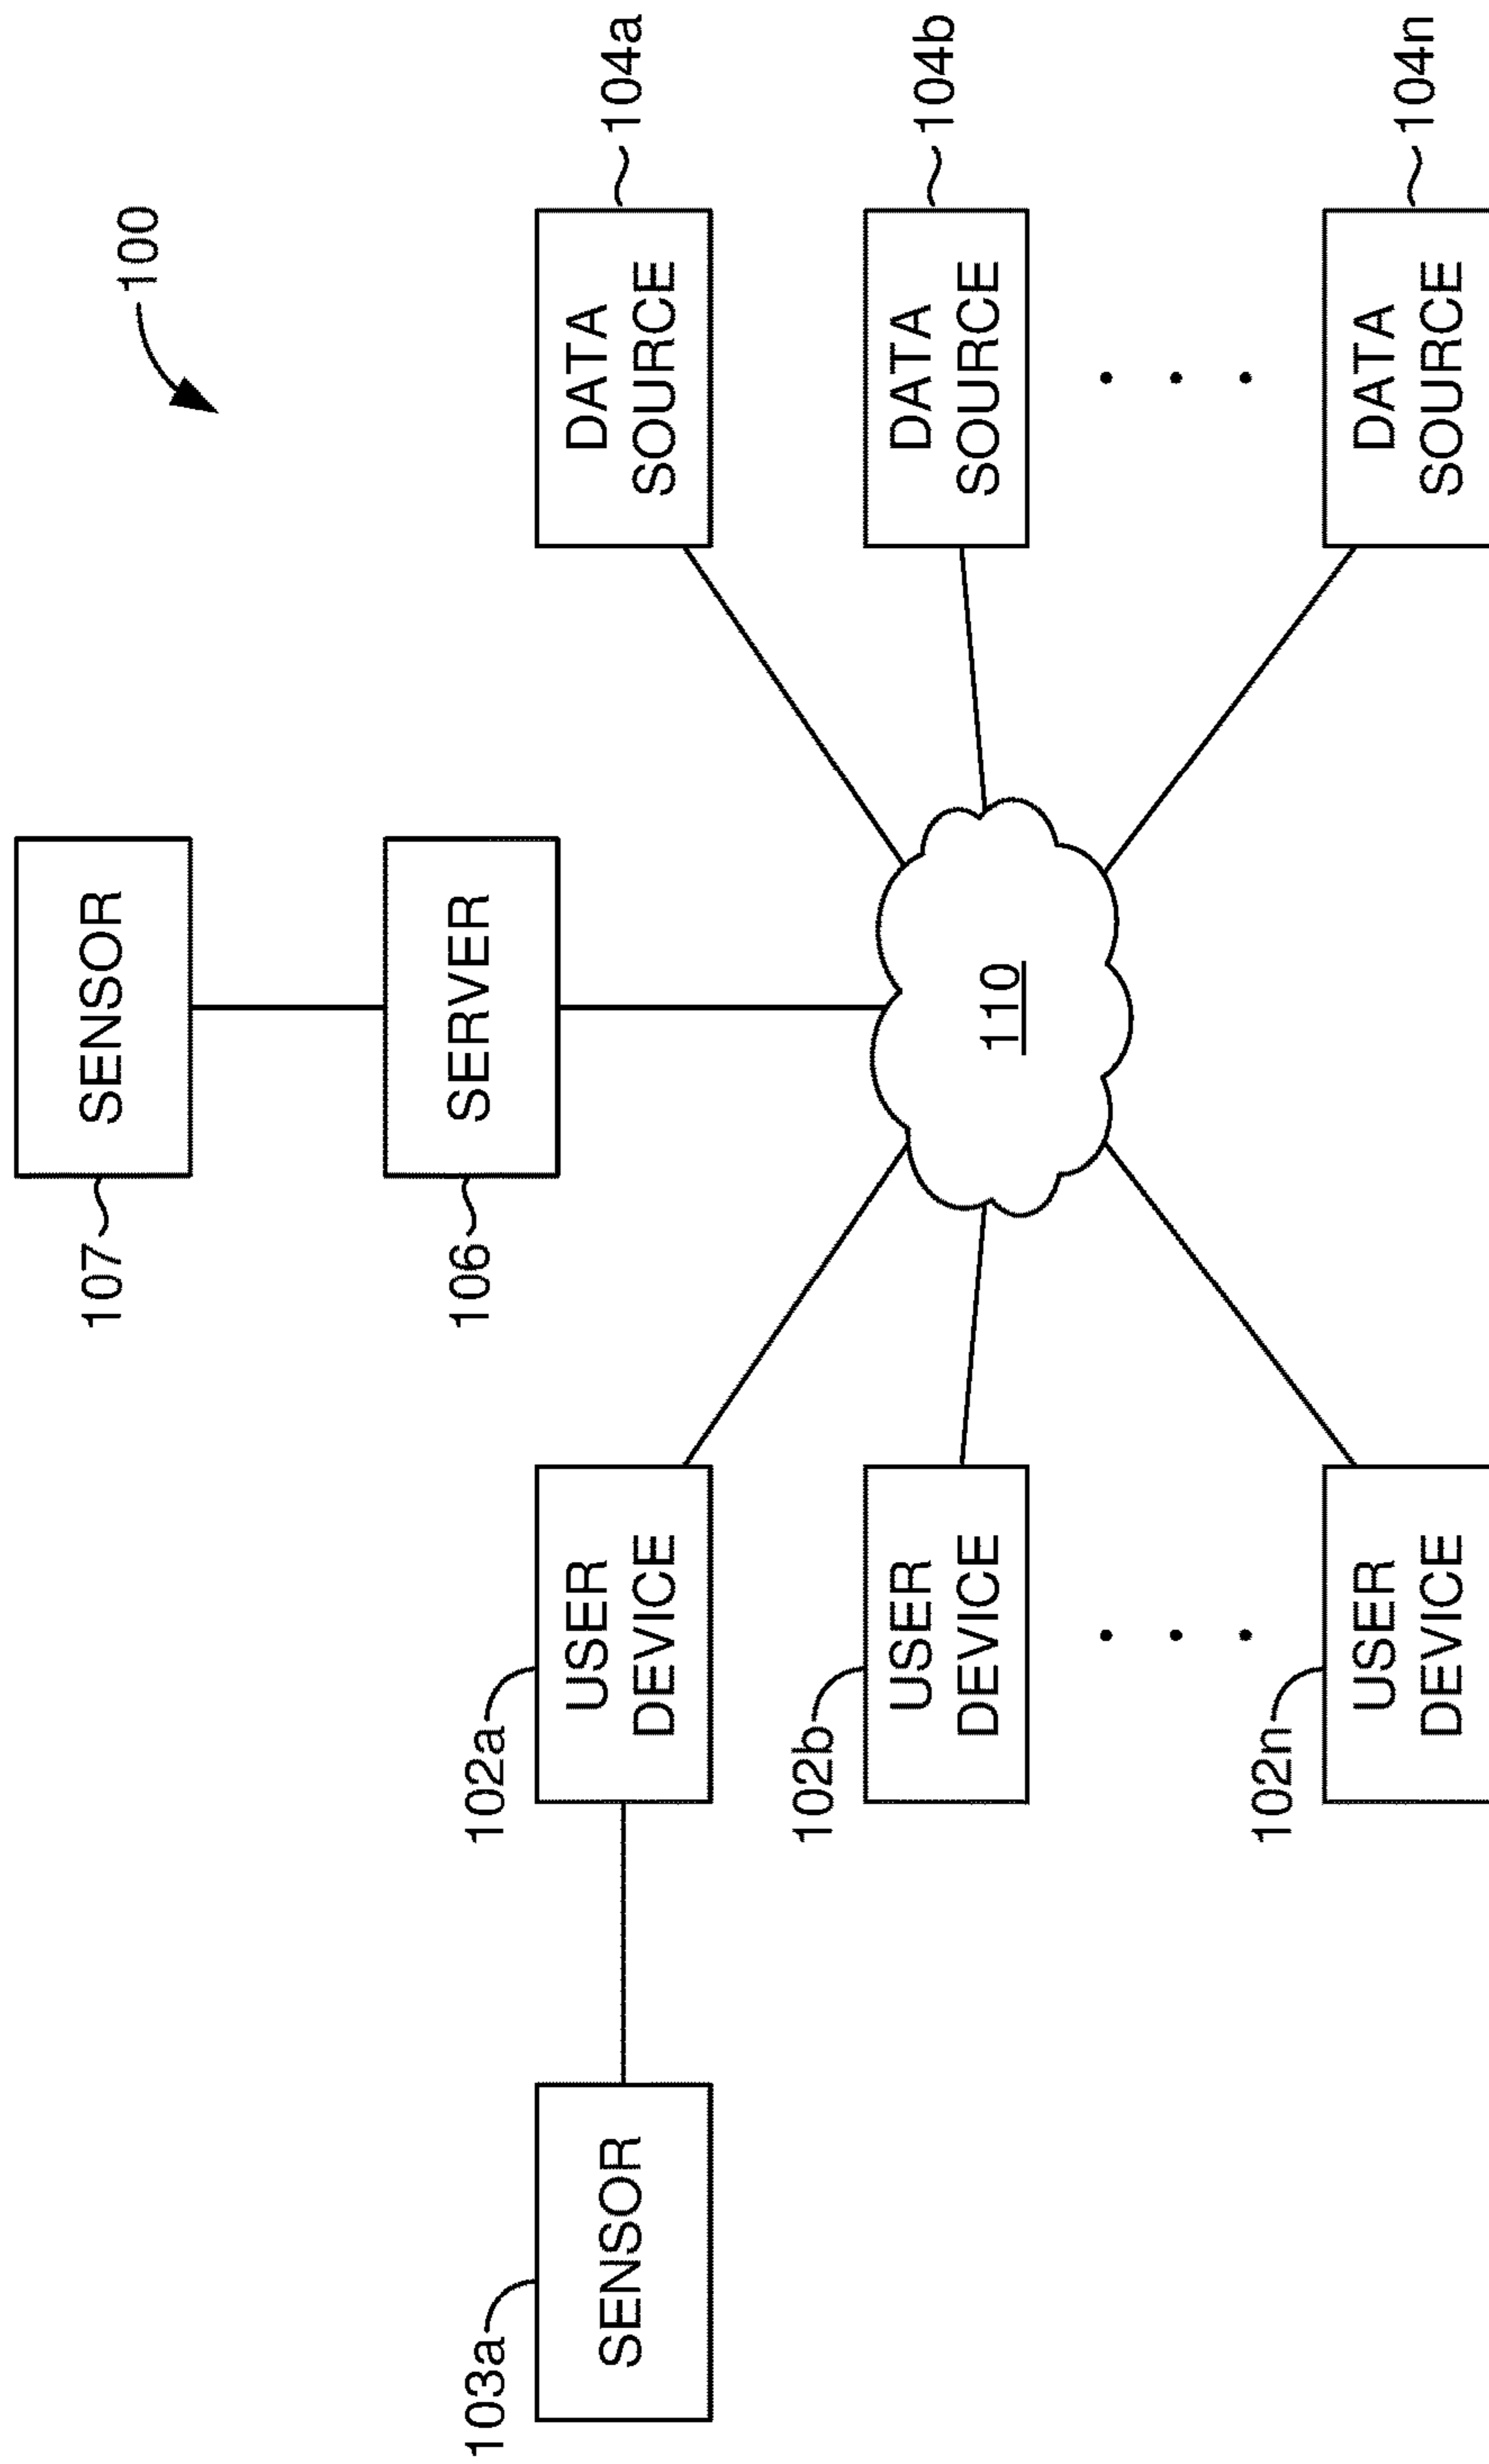 100
107
SENSOR
106
SERVER
103a
SENSOR
102a
USER
DEVICE
DATA
SOURCE
104a
102b
USER
DEVICE
110
DATA
SOURCE
104b
102n
USER
DEVICE
DATA
SOURCE
104n